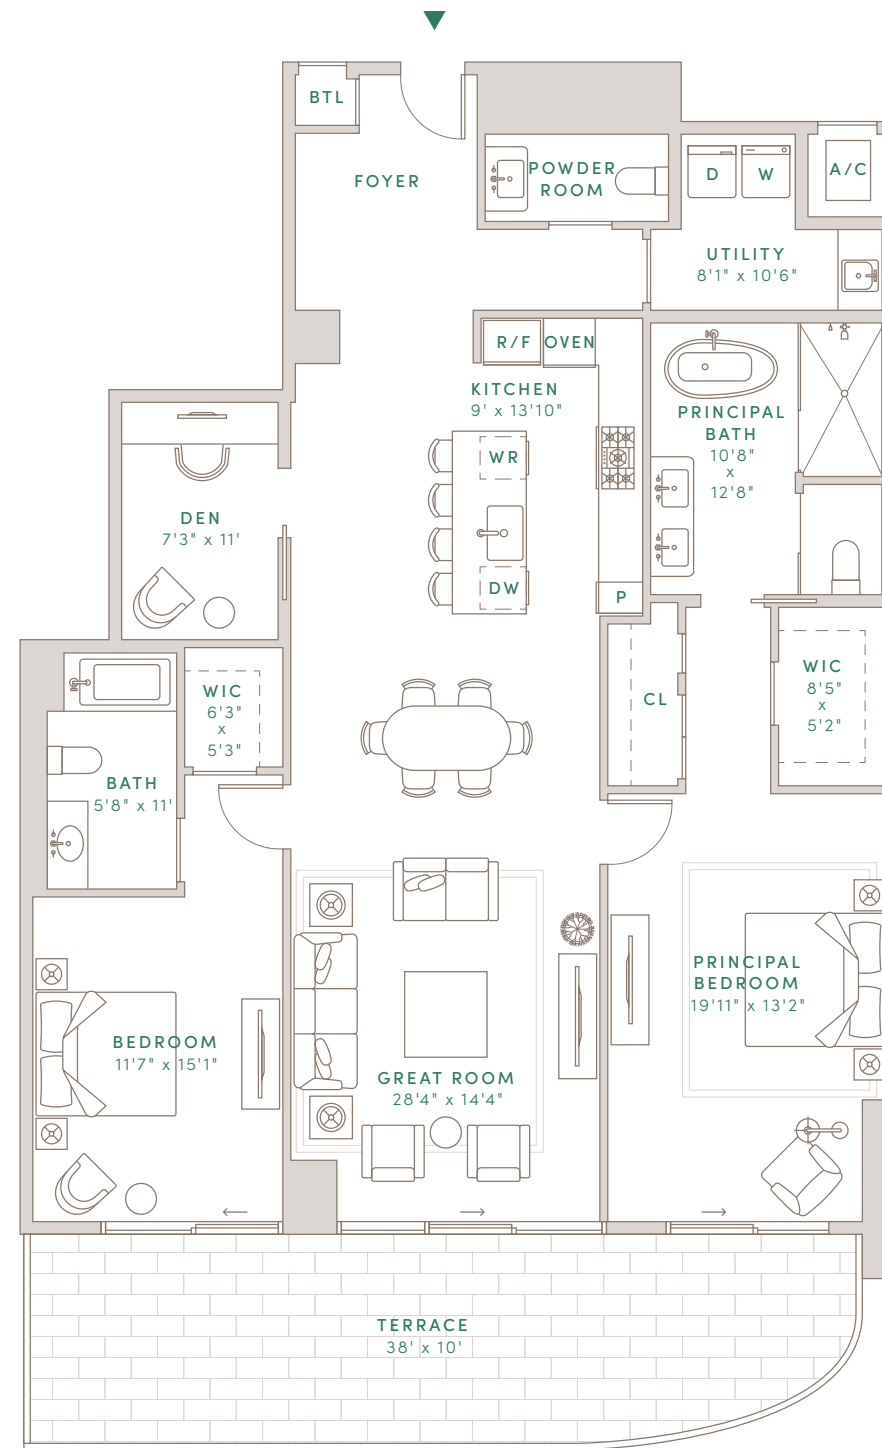 BTL
FOYER
POWDER
ROOM
D
W
A/C
UTILITY
8'1" x 10'6"
R/F
OVEN
KITCHEN
9' x 13'10"
PRINCIPAL
BATH
10'8"
x
12'8"
WR
DEN
7'3" x 11'
DW
P
WIC
6'3"
x
5'3"
CL
WIC
8'5"
x
5'2"
BATH
5'8" x 11'
PRINCIPAL
BEDROOM
19'11" x 13'2"
BEDROOM
11'7" x 15'1"
GREAT ROOM
28'4" x 14'4"
TERRACE
38' x 10'